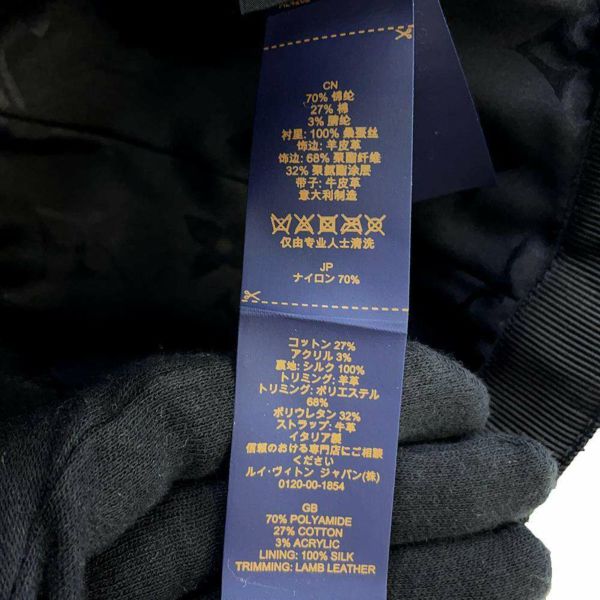 CN
70% 锦纶
27% 棉
3% 腈纶
衬里: 100% 桑蚕丝
饰边: 羊皮革
饰边: 68% 聚酯纤维
32% 聚氨酯涂层
带子: 牛皮革
意大利制造
仅由专业人士清洗
JP
ナイロン 70%
コットン 27%
アクリル 3%
裏地: シルク 100%
トリミング: 羊革
トリミング: ポリエステル
68%
ポリウレタン 32%
ストラップ: 牛革
イタリア製
信頼のおける専門店にご相談
ください
ルイ・ヴィトン ジャパン(株)
0120-00-1854
GB
70% POLYAMIDE
27% COTTON
3% ACRYLIC
LINING: 100% SILK
TRIMMING: LAMB LEATHER